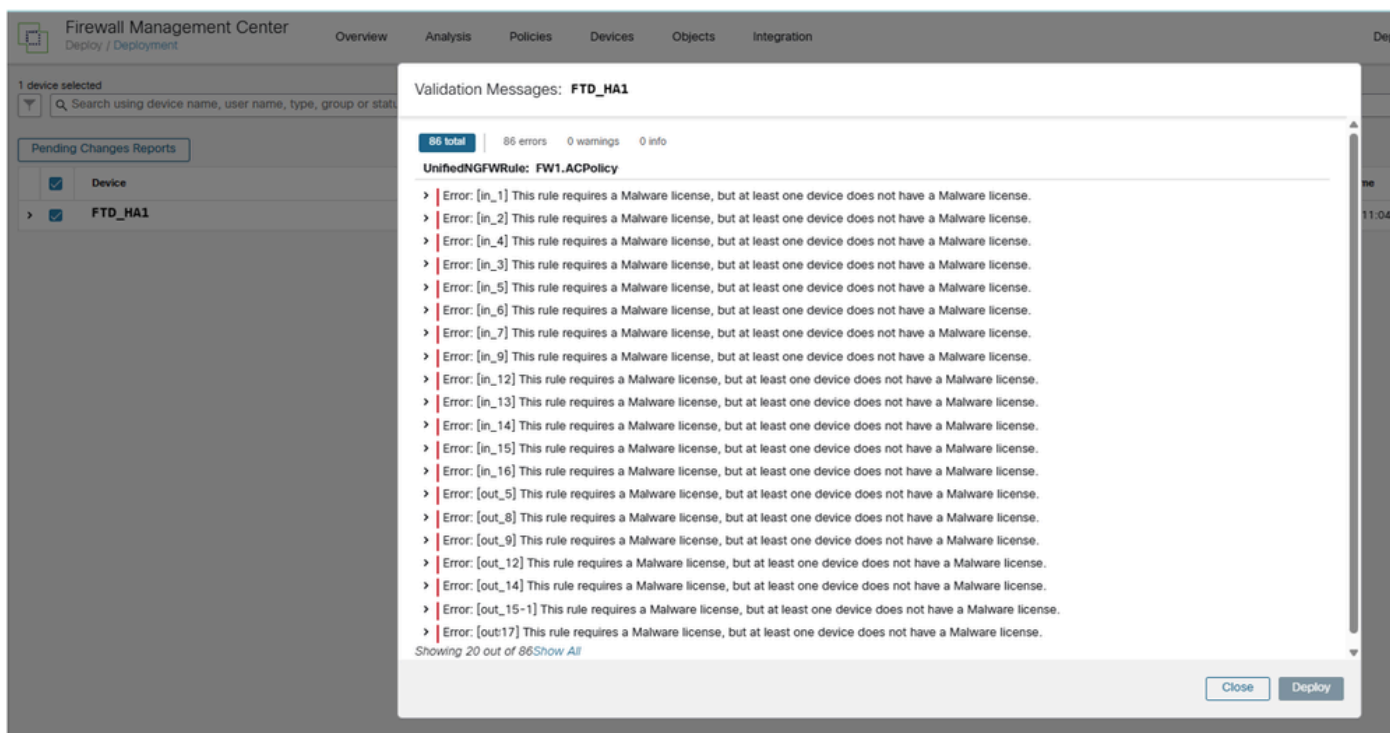 Firewall Management Center
Deploy / Deployment
Overview Analysis Policies Devices Objects Integration
1 device selected
Search using device name, user name, type, group or statu
Pending Changes Reports
Device
FTD_HA1
11:04
Validation Messages: FTD_HA1
86 total 86 errors 0 warnings 0 info
UnifiedNGFWRule: FW1.ACPolicy
Error: [in_1] This rule requires a Malware license, but at least one device does not have a Malware license.
Error: [in_2] This rule requires a Malware license, but at least one device does not have a Malware license.
Error: [in_4] This rule requires a Malware license, but at least one device does not have a Malware license.
Error: [in_3] This rule requires a Malware license, but at least one device does not have a Malware license.
Error: [in_5] This rule requires a Malware license, but at least one device does not have a Malware license.
Error: [in_6] This rule requires a Malware license, but at least one device does not have a Malware license.
Error: [in_7] This rule requires a Malware license, but at least one device does not have a Malware license.
Error: [in_9] This rule requires a Malware license, but at least one device does not have a Malware license.
Error: [in_12] This rule requires a Malware license, but at least one device does not have a Malware license.
Error: [in_13] This rule requires a Malware license, but at least one device does not have a Malware license.
Error: [in_14] This rule requires a Malware license, but at least one device does not have a Malware license.
Error: [in_15] This rule requires a Malware license, but at least one device does not have a Malware license.
Error: [in_16] This rule requires a Malware license, but at least one device does not have a Malware license.
Error: [out_5] This rule requires a Malware license, but at least one device does not have a Malware license.
Error: [out_8] This rule requires a Malware license, but at least one device does not have a Malware license.
Error: [out_9] This rule requires a Malware license, but at least one device does not have a Malware license.
Error: [out_12] This rule requires a Malware license, but at least one device does not have a Malware license.
Error: [out_14] This rule requires a Malware license, but at least one device does not have a Malware license.
Error: [out_15-1] This rule requires a Malware license, but at least one device does not have a Malware license.
Error: [out:17] This rule requires a Malware license, but at least one device does not have a Malware license.
Showing 20 out of 86Show All
Close Deploy